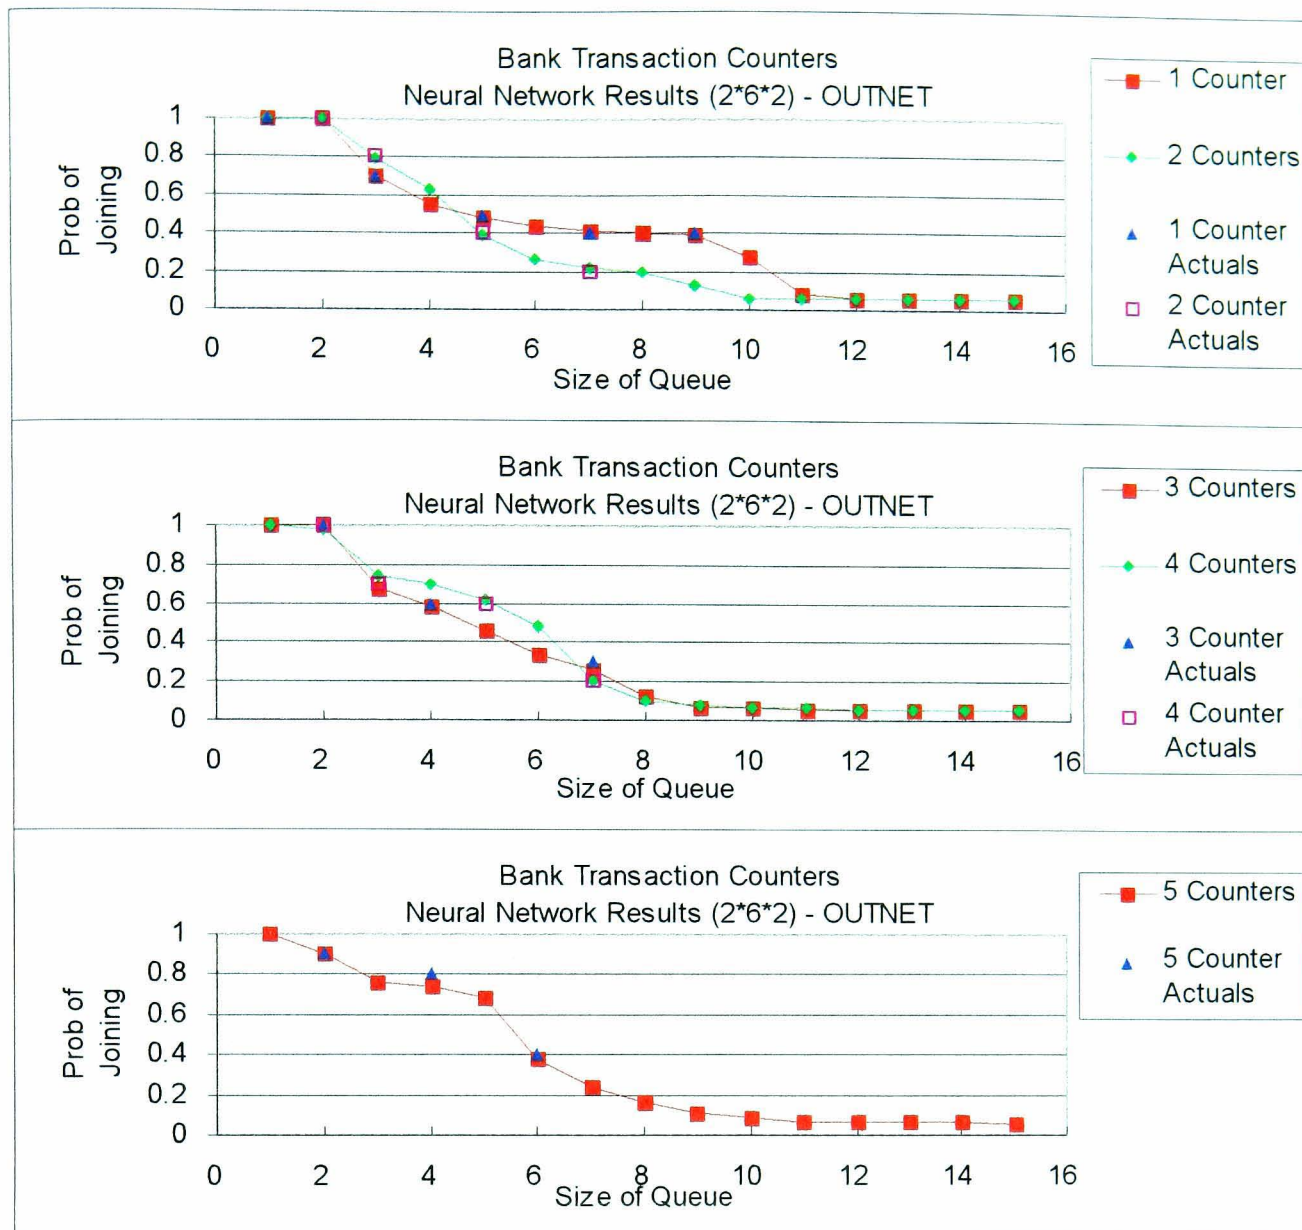 Bank Transaction Counters
Neural Network Results (2*6*2) - OUTNET
Prob of
Joining
1
0.8
0.6
0.4
0.2
0
0 2 4 6 8 10 12 14 16
Size of Queue
1 Counter
2 Counters
1 Counter
Actuals
2 Counter
Actuals
Bank Transaction Counters
Neural Network Results (2*6*2) - OUTNET
Prob of
Joining
1
0.8
0.6
0.4
0.2
0
0 2 4 6 8 10 12 14 16
Size of Queue
3 Counters
4 Counters
3 Counter
Actuals
4 Counter
Actuals
Bank Transaction Counters
Neural Network Results (2*6*2) - OUTNET
Prob of
Joining
1
0.8
0.6
0.4
0.2
0
0 2 4 6 8 10 12 14 16
Size of Queue
5 Counters
5 Counter
Actuals